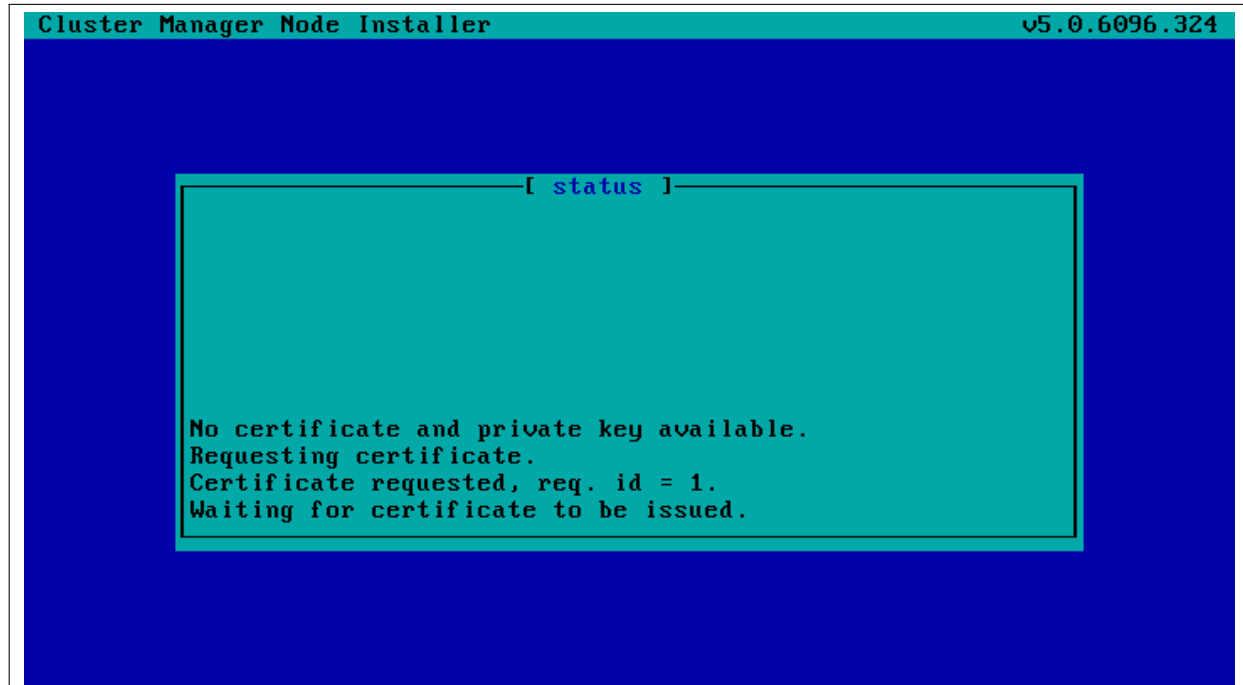 Cluster Manager Node Installer v5.0.6096.324
[ status ]
No certificate and private key available.
Requesting certificate.
Certificate requested, req. id = 1.
Waiting for certificate to be issued.